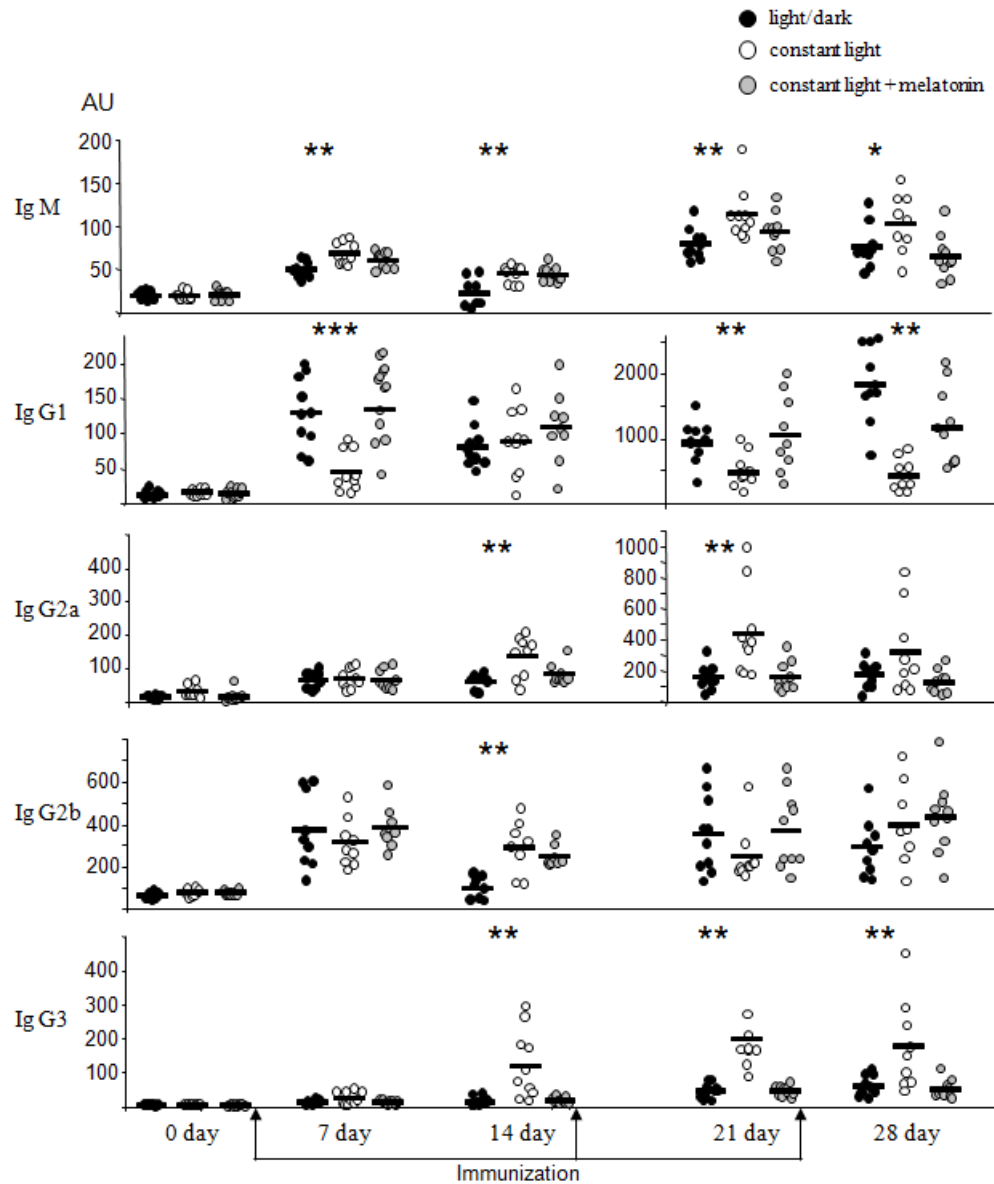 light/dark
constant light
constant light + melatonin
AU
** ** ** *
200
150
100
50
Ig M
*** ** **
200
150
100
50
2000
1000
Ig G1
** **
400
300
200
100
1000
800
600
400
200
Ig G2a
**
600
400
200
Ig G2b
** ** **
400
300
200
100
Ig G3
0 day 7 day 14 day 21 day 28 day
Immunization